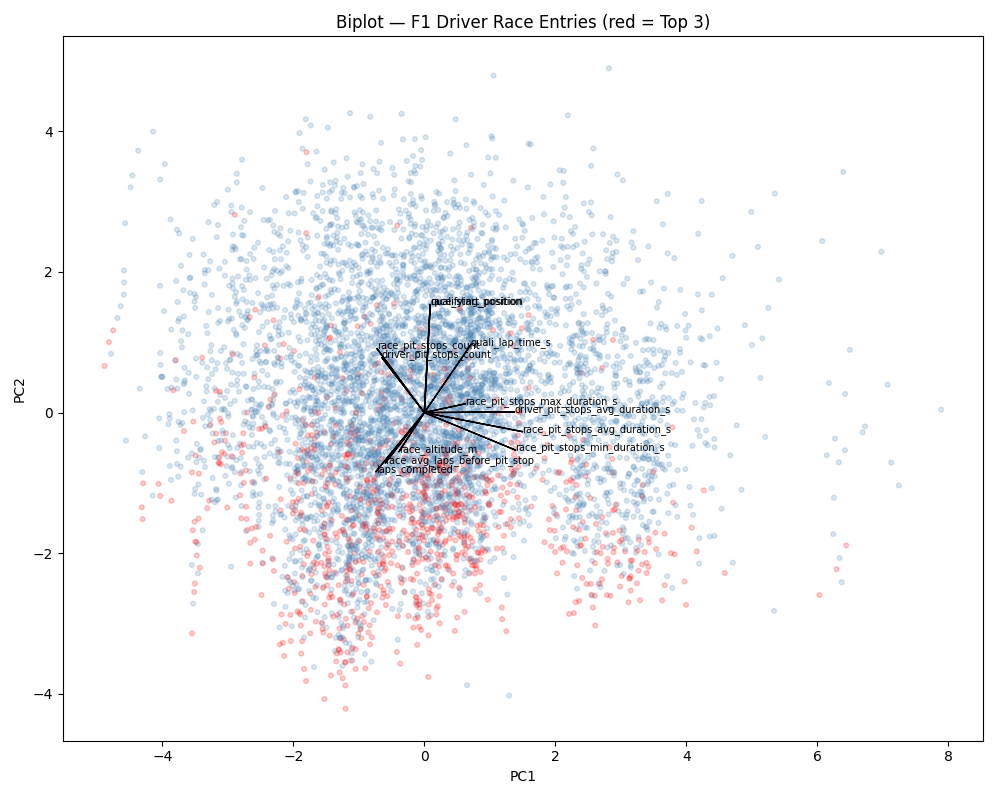 Biplot — F1 Driver Race Entries (red = Top 3)
4
2
0
−2
−4
PC2
qualifying_position
quali_lap_time_s
race_pit_stops_count
driver_pit_stops_count
race_pit_stops_max_duration_s
driver_pit_stops_avg_duration_s
race_pit_stops_avg_duration_s
race_pit_stops_min_duration_s
race_altitude_m
race_avg_laps_before_pit_stop
laps_completed
−4 −2 0 2 4 6 8
PC1